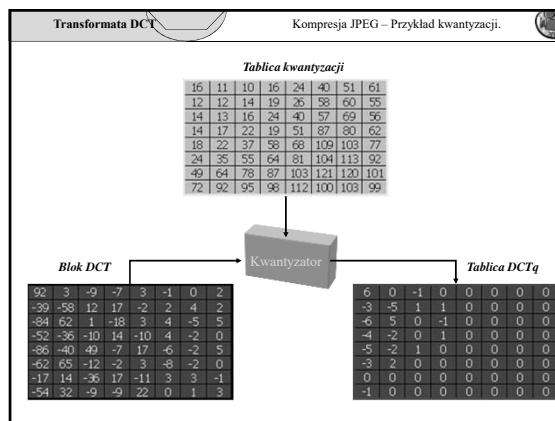 Transformata DCT
Kompresja JPEG – Przykład kwantyzacji.
Tablica kwantyzacji
16 11 10 16 24 40 51 61
12 12 14 19 26 58 60 55
14 13 16 24 40 57 69 56
14 17 22 19 51 87 80 62
18 22 37 58 68 109 103 77
24 35 55 64 81 104 113 92
49 64 78 87 103 121 120 101
72 92 95 98 112 100 103 99
Kwantyzator
Blok DCT
Tablica DCTq
92 3 -9 -7 3 -1 0 2
-39 -58 12 17 -2 2 4 2
-84 62 1 -18 3 4 -5 5
-52 -36 -10 14 -10 4 -2 0
-86 -40 49 -7 17 -6 -2 5
-62 65 -12 -2 3 -8 -2 0
-17 14 -36 17 -11 3 3 -1
-54 32 -9 -9 22 0 1 3
6 0 -1 0 0 0 0 0
-3 -5 1 1 0 0 0 0
-6 5 0 -1 0 0 0 0
-4 -2 0 1 0 0 0 0
-5 -2 1 0 0 0 0 0
-3 2 0 0 0 0 0 0
0 0 0 0 0 0 0 0
-1 0 0 0 0 0 0 0